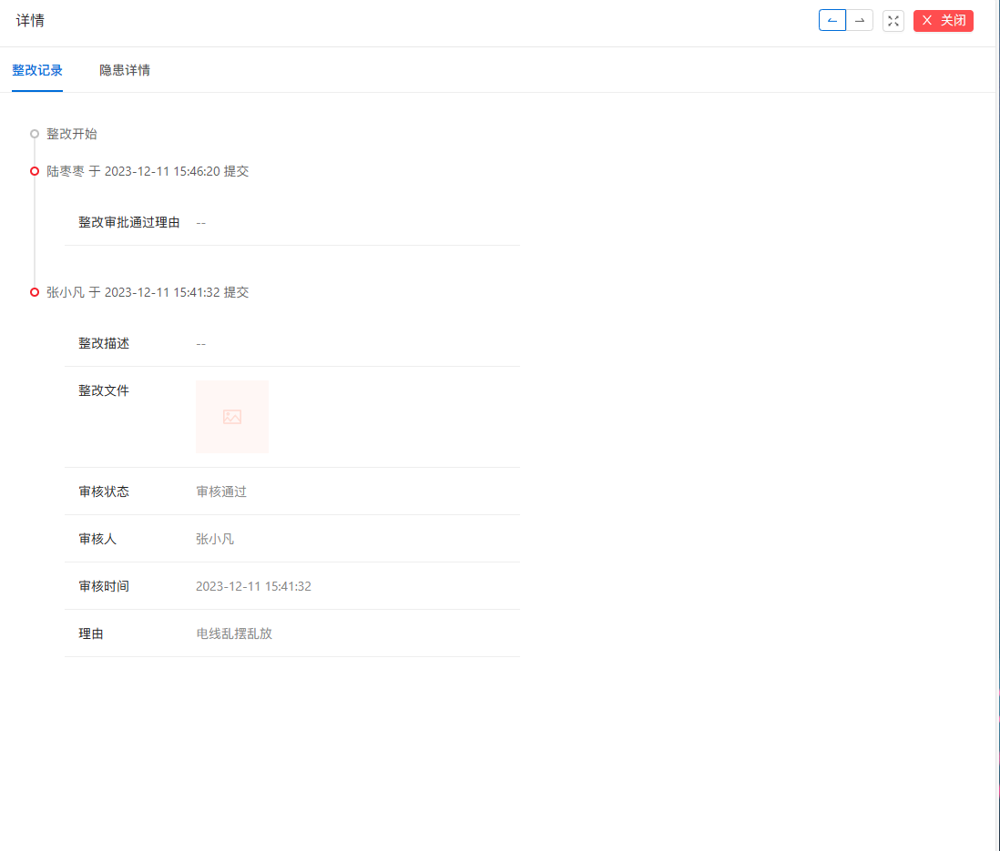 详情
关闭
整改记录 隐患详情
整改开始
陆枣枣 于 2023-12-11 15:46:20 提交
整改审批通过理由 --
张小凡 于 2023-12-11 15:41:32 提交
整改描述 --
整改文件
审核状态 审核通过
审核人 张小凡
审核时间 2023-12-11 15:41:32
理由 电线乱摆乱放